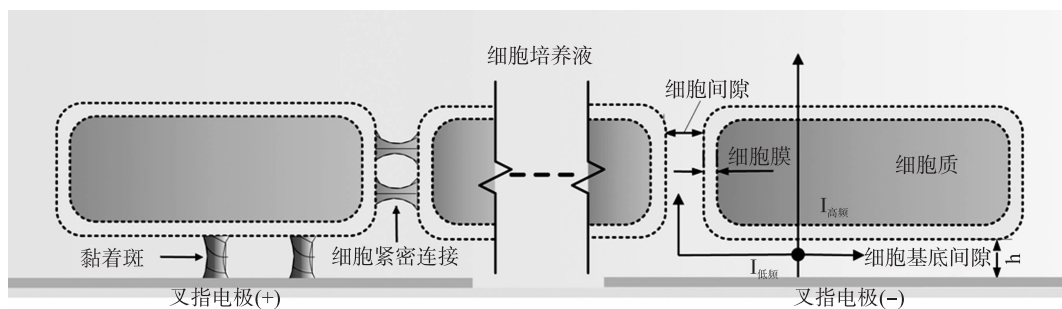 细胞培养液
细胞间隙
细胞膜
细胞质
I高频
黏着斑
细胞紧密连接
I低频
细胞基底间隙
h
叉指电极(+)
叉指电极(–)